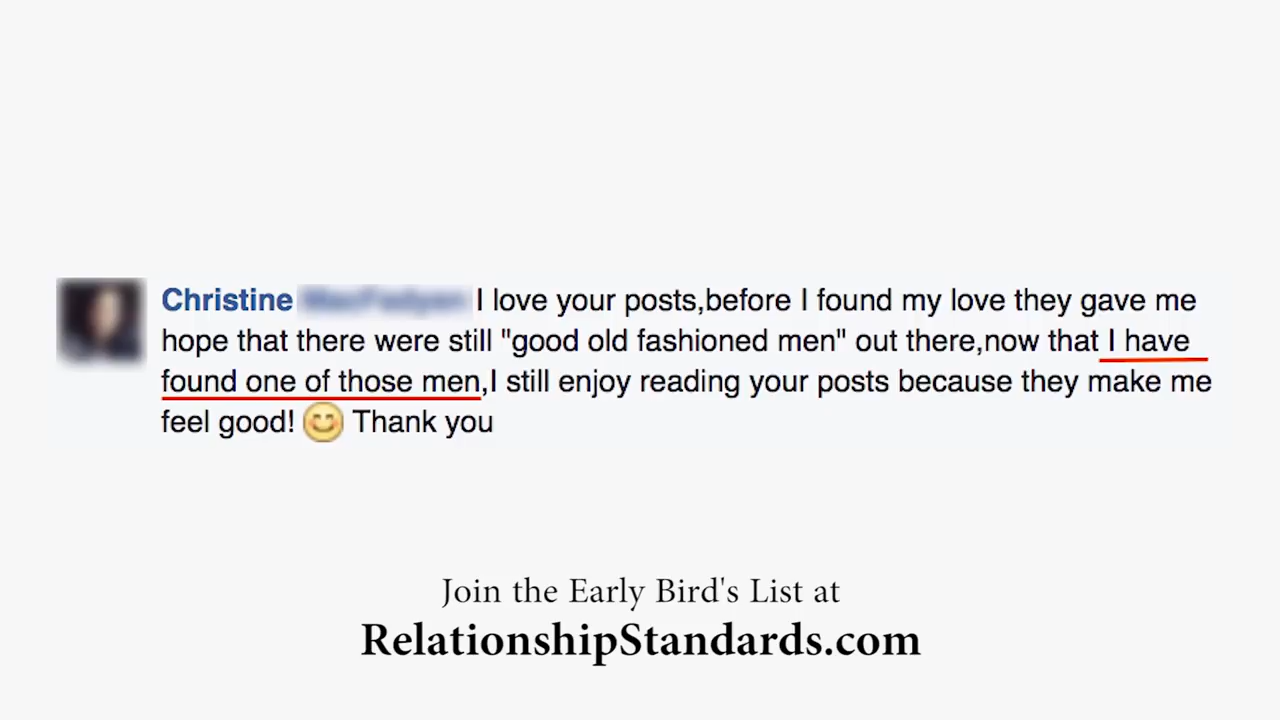 Christine I love your posts,before I found my love they gave me
hope that there were still "good old fashioned men" out there,now that I have
found one of those men,I still enjoy reading your posts because they make me
feel good! 😊 Thank you
Join the Early Bird's List at
RelationshipStandards.com